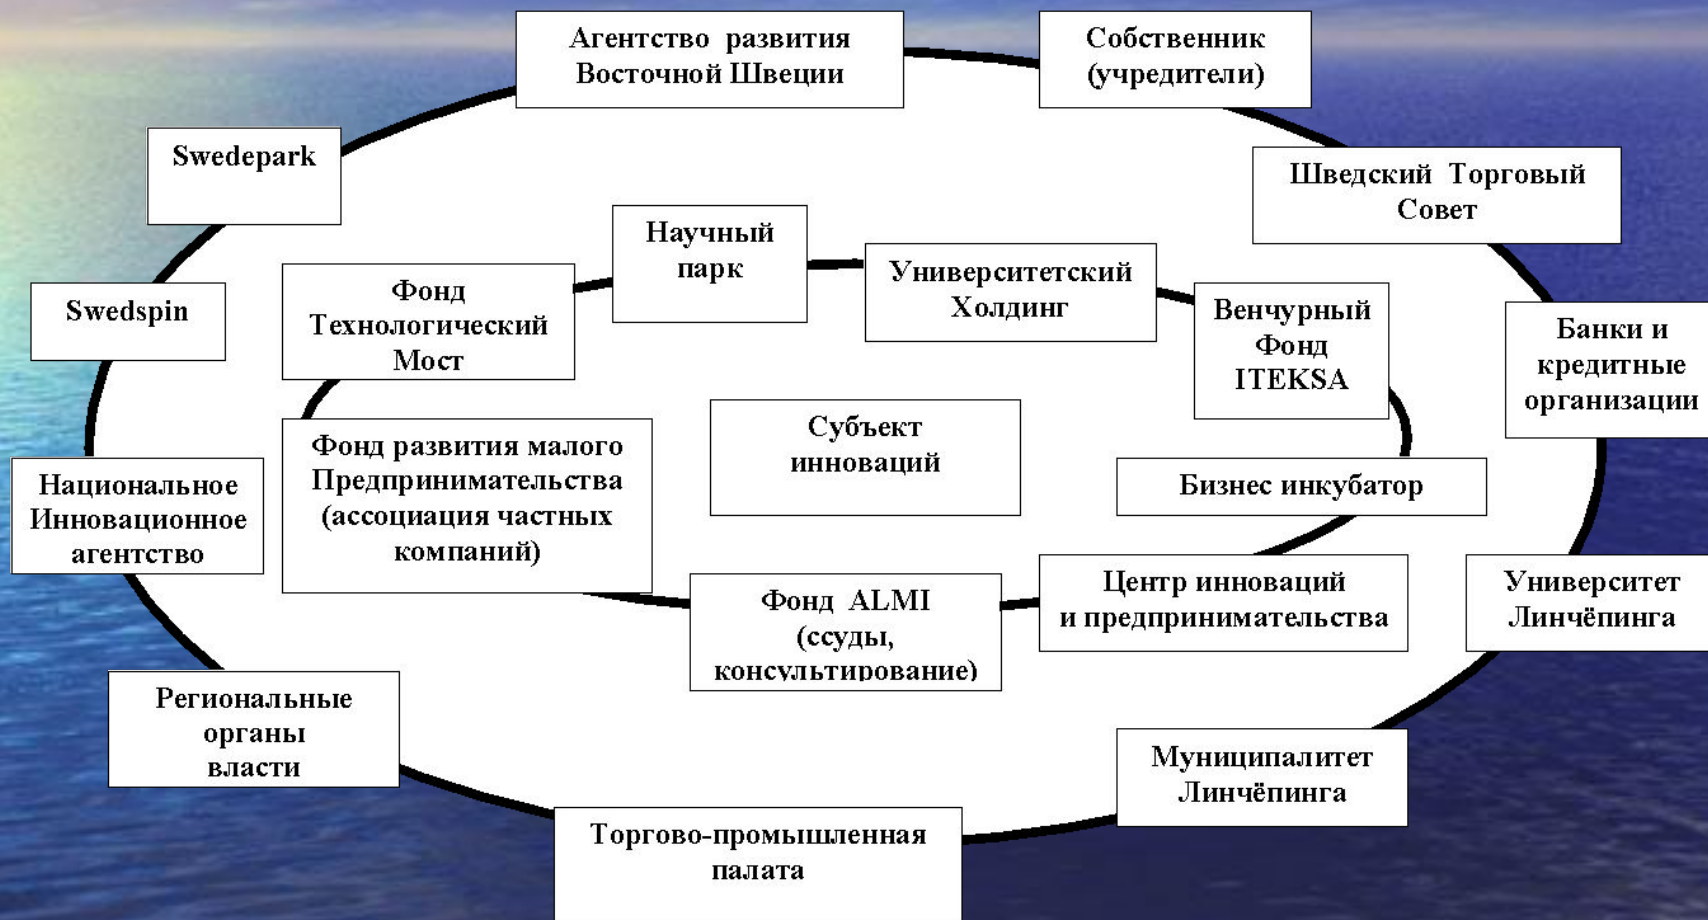 Агентство развития
Восточной Швеции
Собственник
(учредители)
Swedepark
Шведский Торговый
Совет
Научный
парк
Университетский
Холдинг
Фонд
Технологический
Мост
Swedspin
Венчурный
Фонд
ITEKSA
Банки и
кредитные
организации
Субъект
инноваций
Фонд развития малого
Предпринимательства
(ассоциация частных
компаний)
Национальное
Инновационное
агентство
Бизнес инкубатор
Фонд ALMI
(ссуды,
консультирование)
Центр инноваций
и предпринимательства
Университет
Линчёпинга
Региональные
органы
власти
Муниципалитет
Линчёпинга
Торгово-промышленная
палата